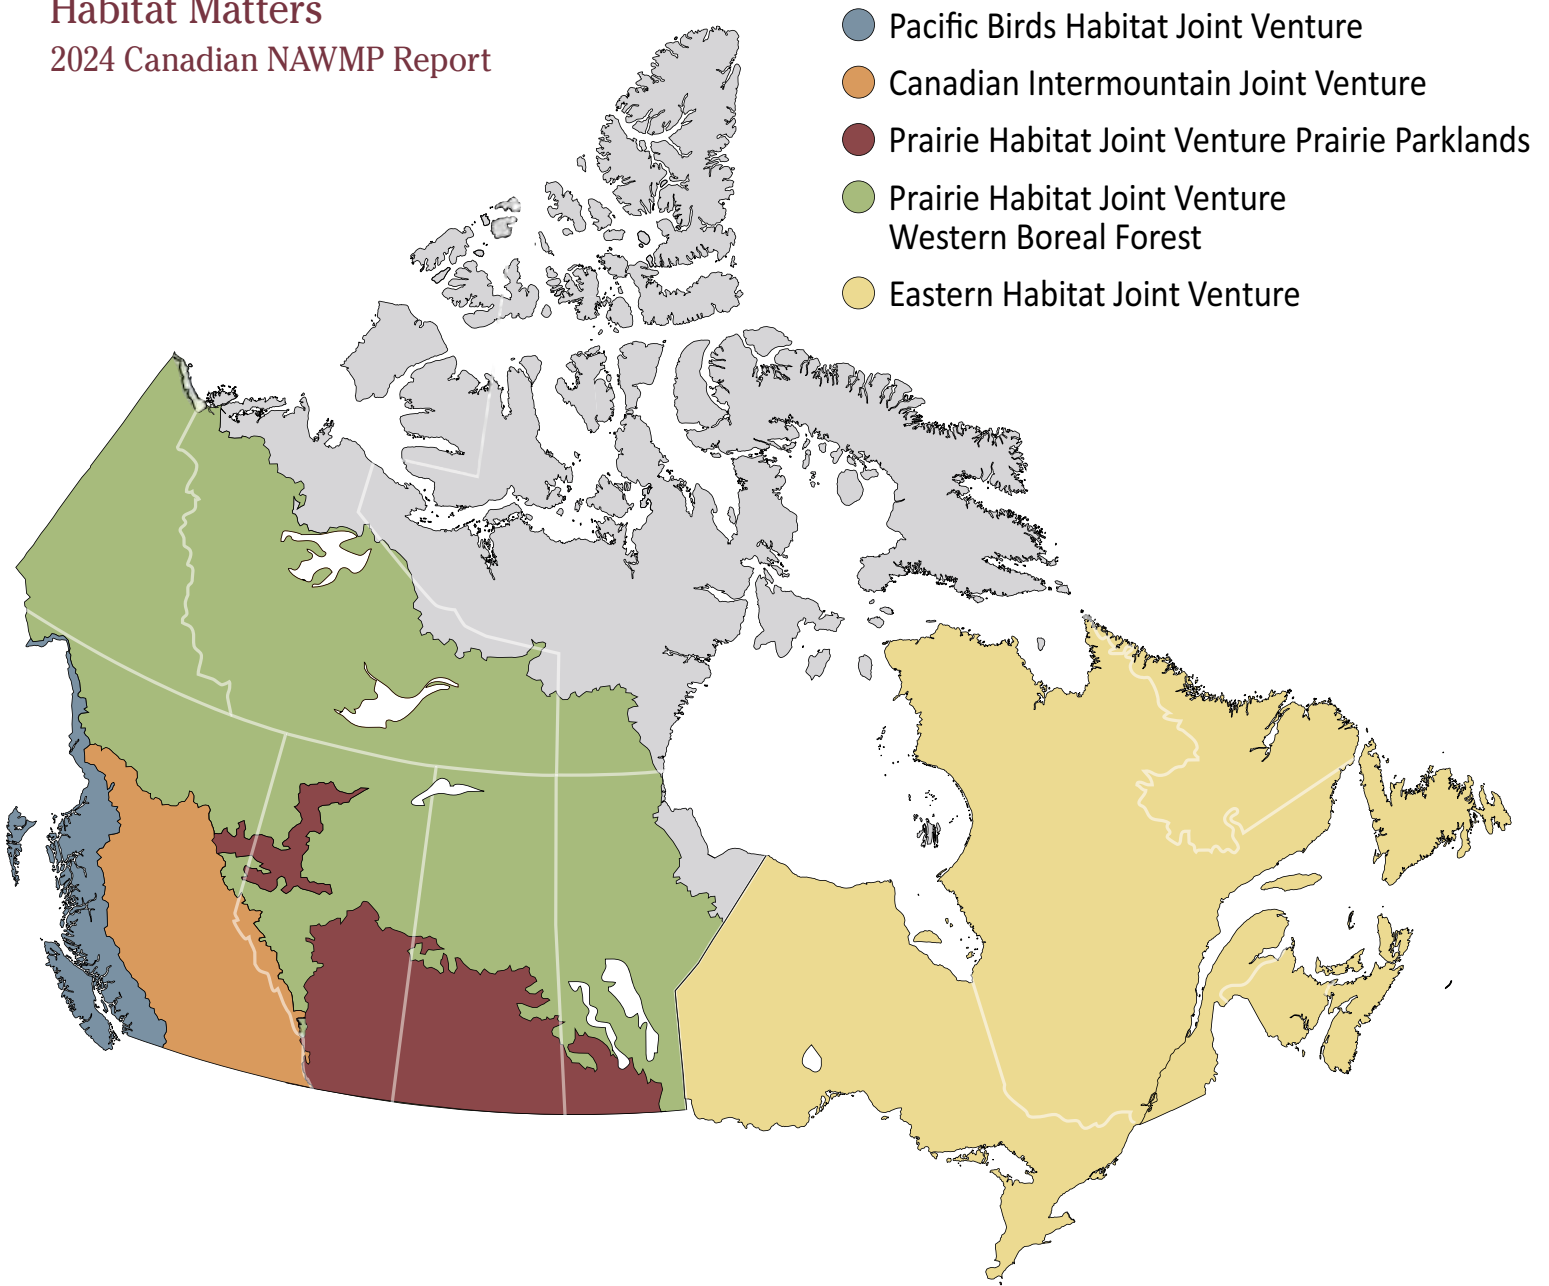 Habitat Matters
2024 Canadian NAWMP Report
Pacific Birds Habitat Joint Venture
Canadian Intermountain Joint Venture
Prairie Habitat Joint Venture Prairie Parklands
Prairie Habitat Joint Venture
Western Boreal Forest
Eastern Habitat Joint Venture